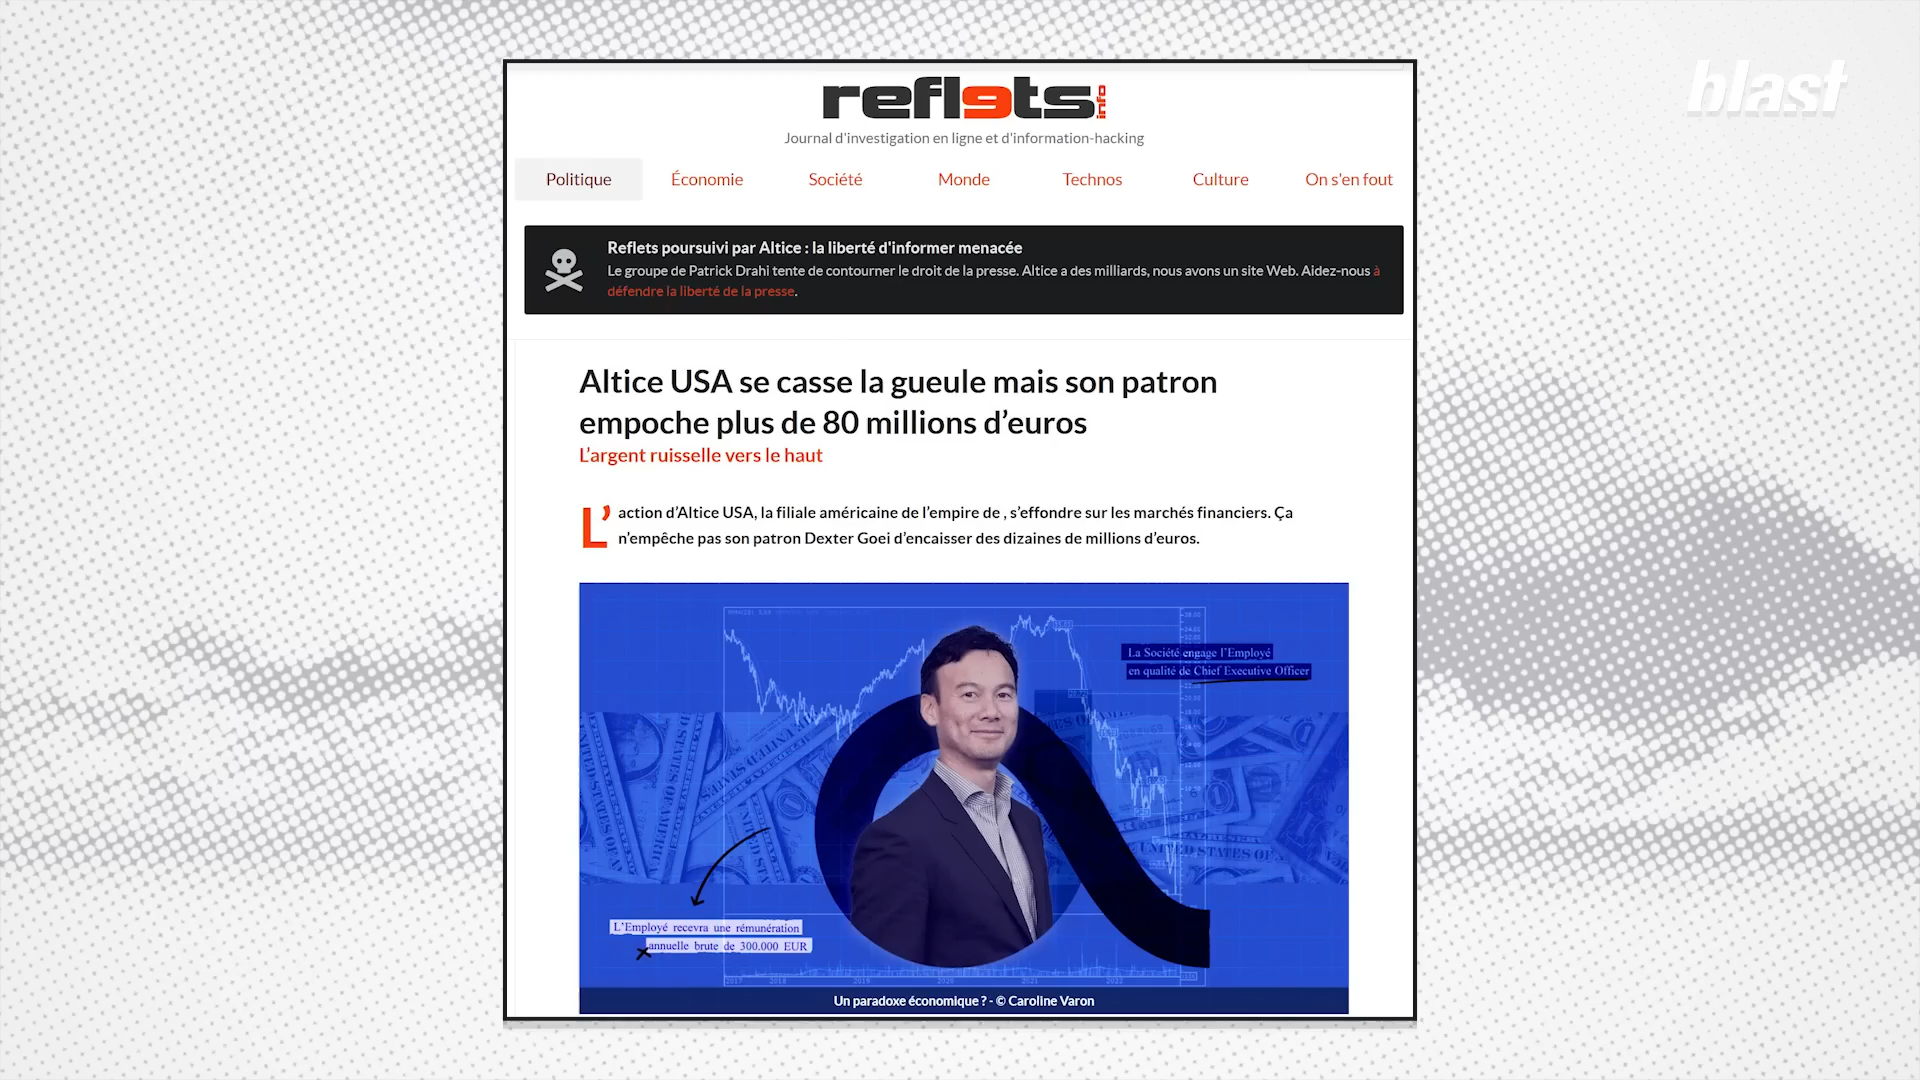 blast
reflets
info
Journal d'investigation en ligne et d'information-hacking
Politique Économie Société Monde Technos Culture On s'en fout
Reflets poursuivi par Altice : la liberté d'informer menacée
Le groupe de Patrick Drahi tente de contourner le droit de la presse. Altice a des milliards, nous avons un site Web. Aidez-nous à
défendre la liberté de la presse.
Altice USA se casse la gueule mais son patron
empoche plus de 80 millions d’euros
L’argent ruisselle vers le haut
L’action d’Altice USA, la filiale américaine de l’empire de , s’effondre sur les marchés financiers. Ça
n’empêche pas son patron Dexter Goei d’encaisser des dizaines de millions d’euros.
La Société engage l’Employé
en qualité de Chief Executive Officer
L’Employé recevra une rémunération
annuelle brute de 300.000 EUR
2017 2018 2019 2020 2021 2022
Un paradoxe économique ? - © Caroline Varon